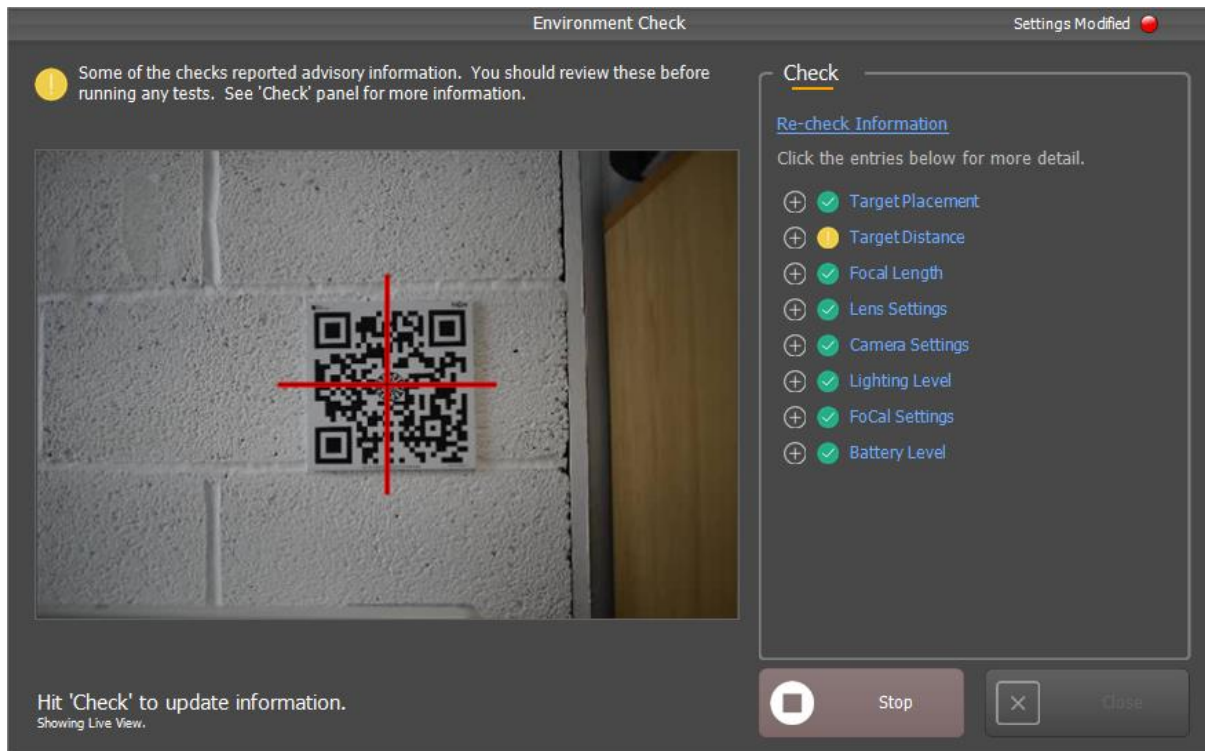 Environment Check
Settings Modified
Some of the checks reported advisory information. You should review these before
running any tests. See 'Check' panel for more information.
Check
Re-check Information
Click the entries below for more detail.
Target Placement
Target Distance
Focal Length
Lens Settings
Camera Settings
Lighting Level
FoCal Settings
Battery Level
Hit 'Check' to update information.
Showing Live View.
Stop
Close